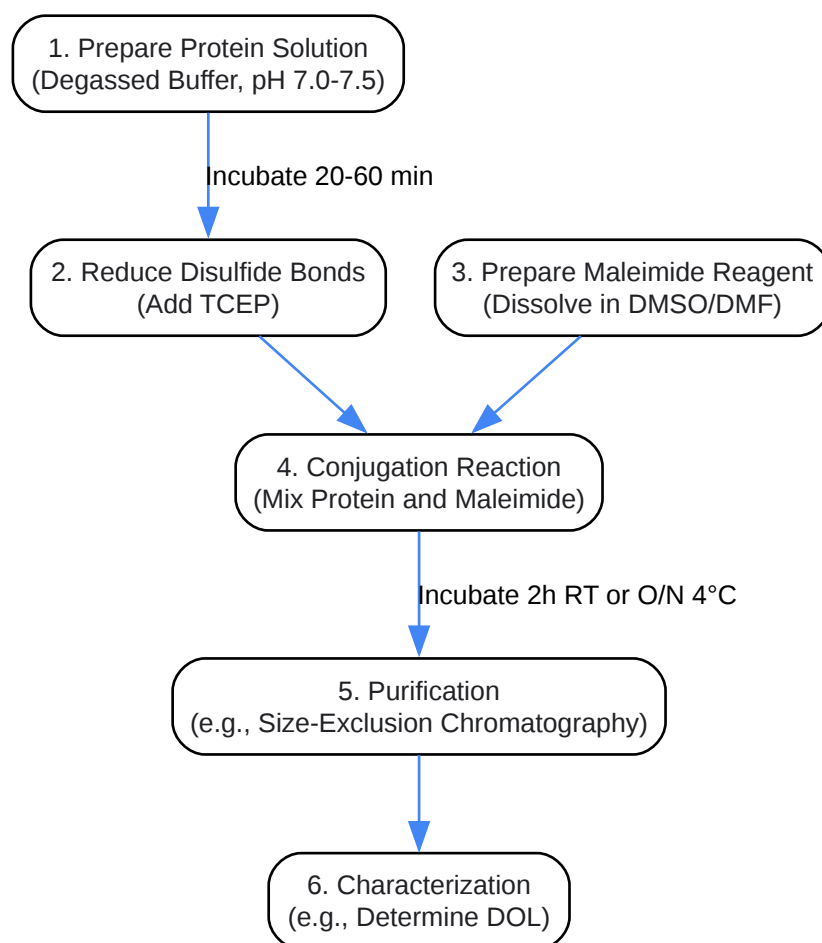 1. Prepare Protein Solution
(Degassed Buffer, pH 7.0-7.5)
Incubate 20-60 min
2. Reduce Disulfide Bonds
(Add TCEP)
3. Prepare Maleimide Reagent
(Dissolve in DMSO/DMF)
4. Conjugation Reaction
(Mix Protein and Maleimide)
Incubate 2h RT or O/N 4°C
5. Purification
(e.g., Size-Exclusion Chromatography)
6. Characterization
(e.g., Determine DOL)